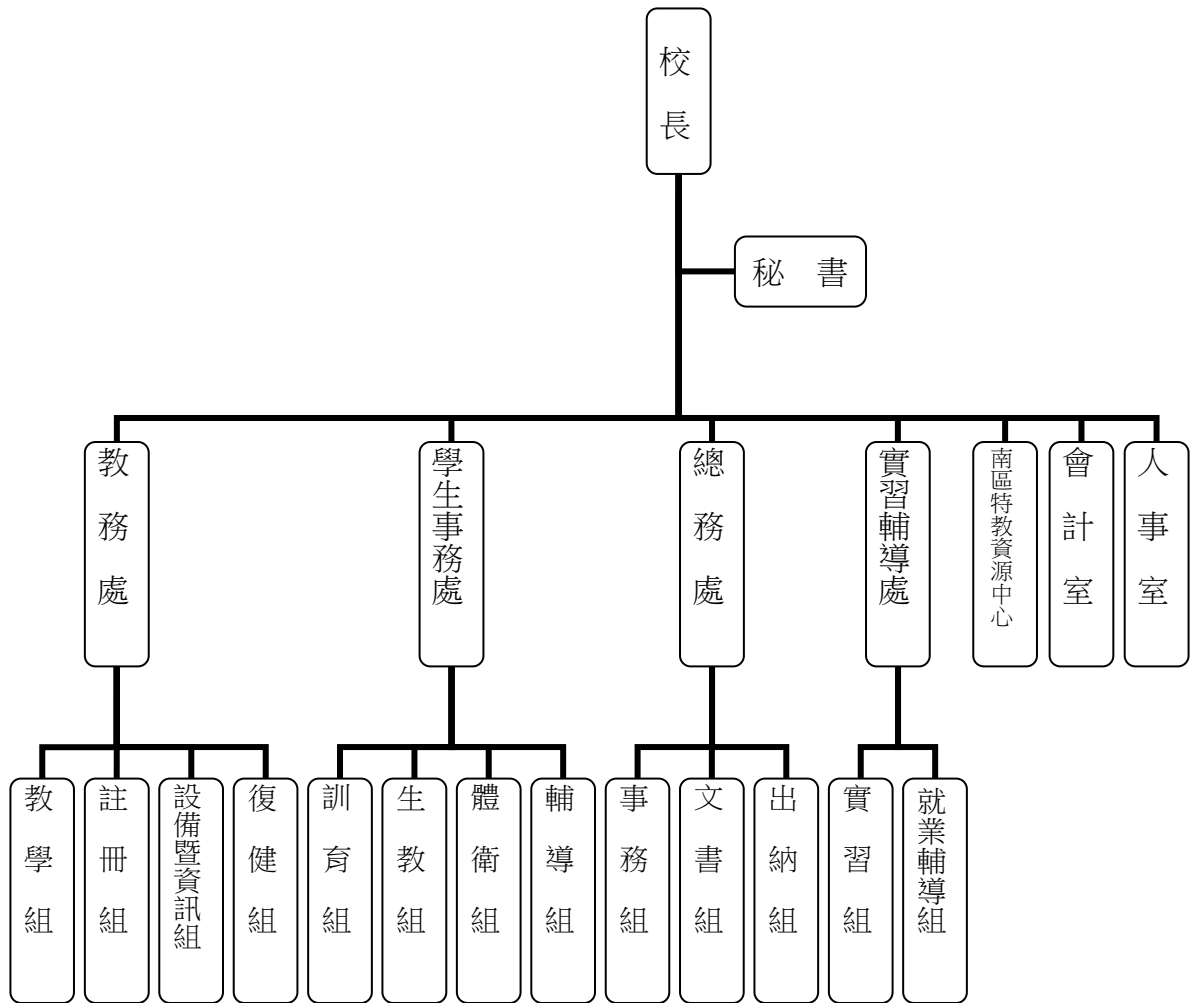 校長
秘書
教務處
學生事務處
總務處
實習輔導處
南區特教資源中心
會計室
人事室
教學組
註冊組
設備暨資訊組
復健組
訓育組
生教組
體衛組
輔導組
事務組
文書組
出納組
實習組
就業輔導組